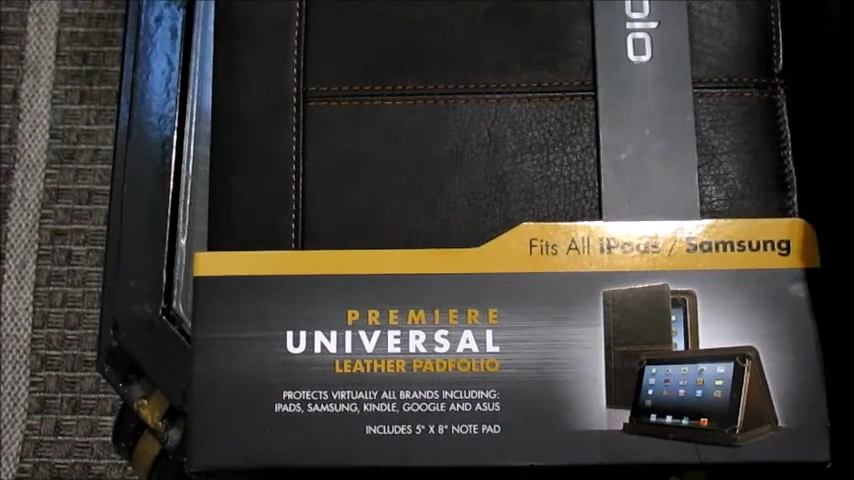 Fits All iPads / Samsung
PREMIERE
UNIVERSAL
LEATHER PADFOLIO
PROTECTS VIRTUALLY ALL BRANDS INCLUDING:
IPADS, SAMSUNG, KINDLE, GOOGLE AND ASUS
INCLUDES 5" X 8" NOTE PAD